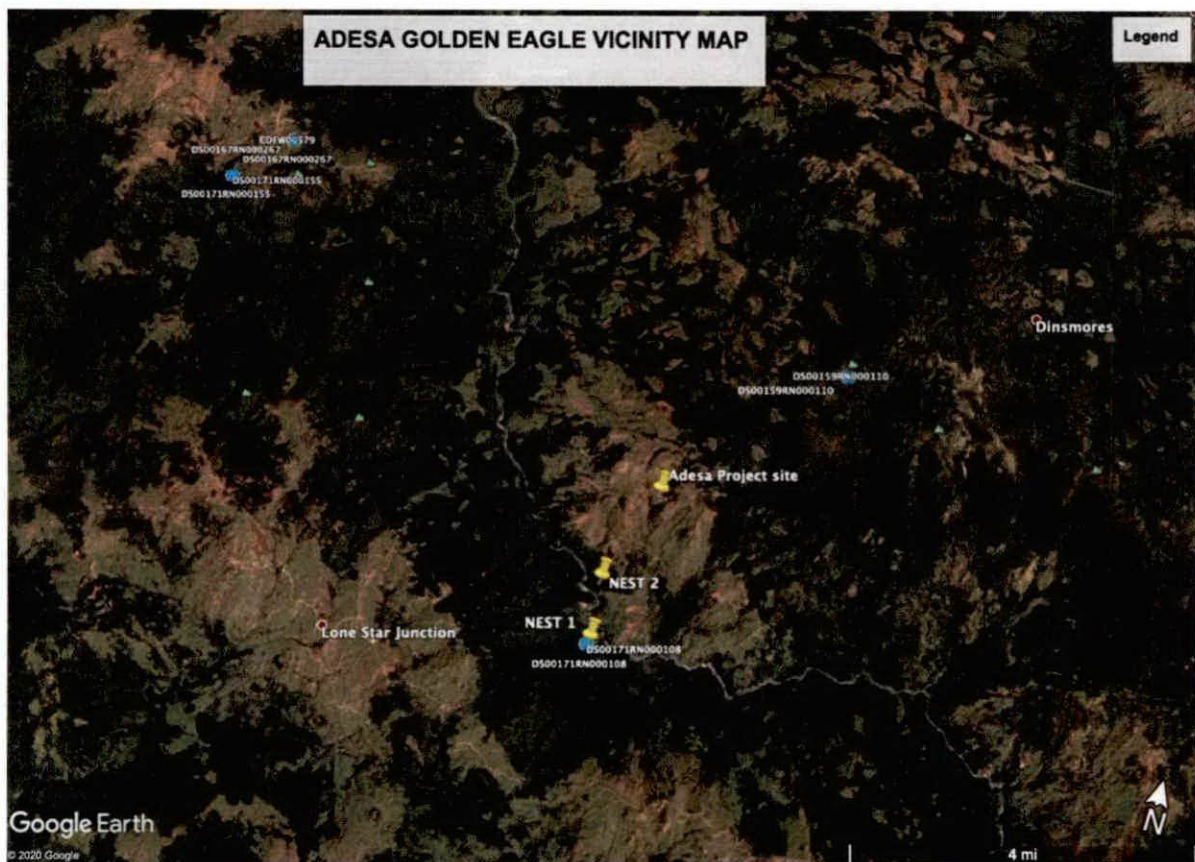 ADESA GOLDEN EAGLE VICINITY MAP
Legend
EDFW00579
DS00167RN000267
DS00167RN000267
DS00171RN000155
DS00171RN000155
Dinsmores
DS00159RN000110
DS00159RN000110
Adesa Project site
NEST 2
NEST 1
Lone Star Junction
DS00171RN000108
DS00171RN000108
N
Google Earth
© 2020 Google
4 mi